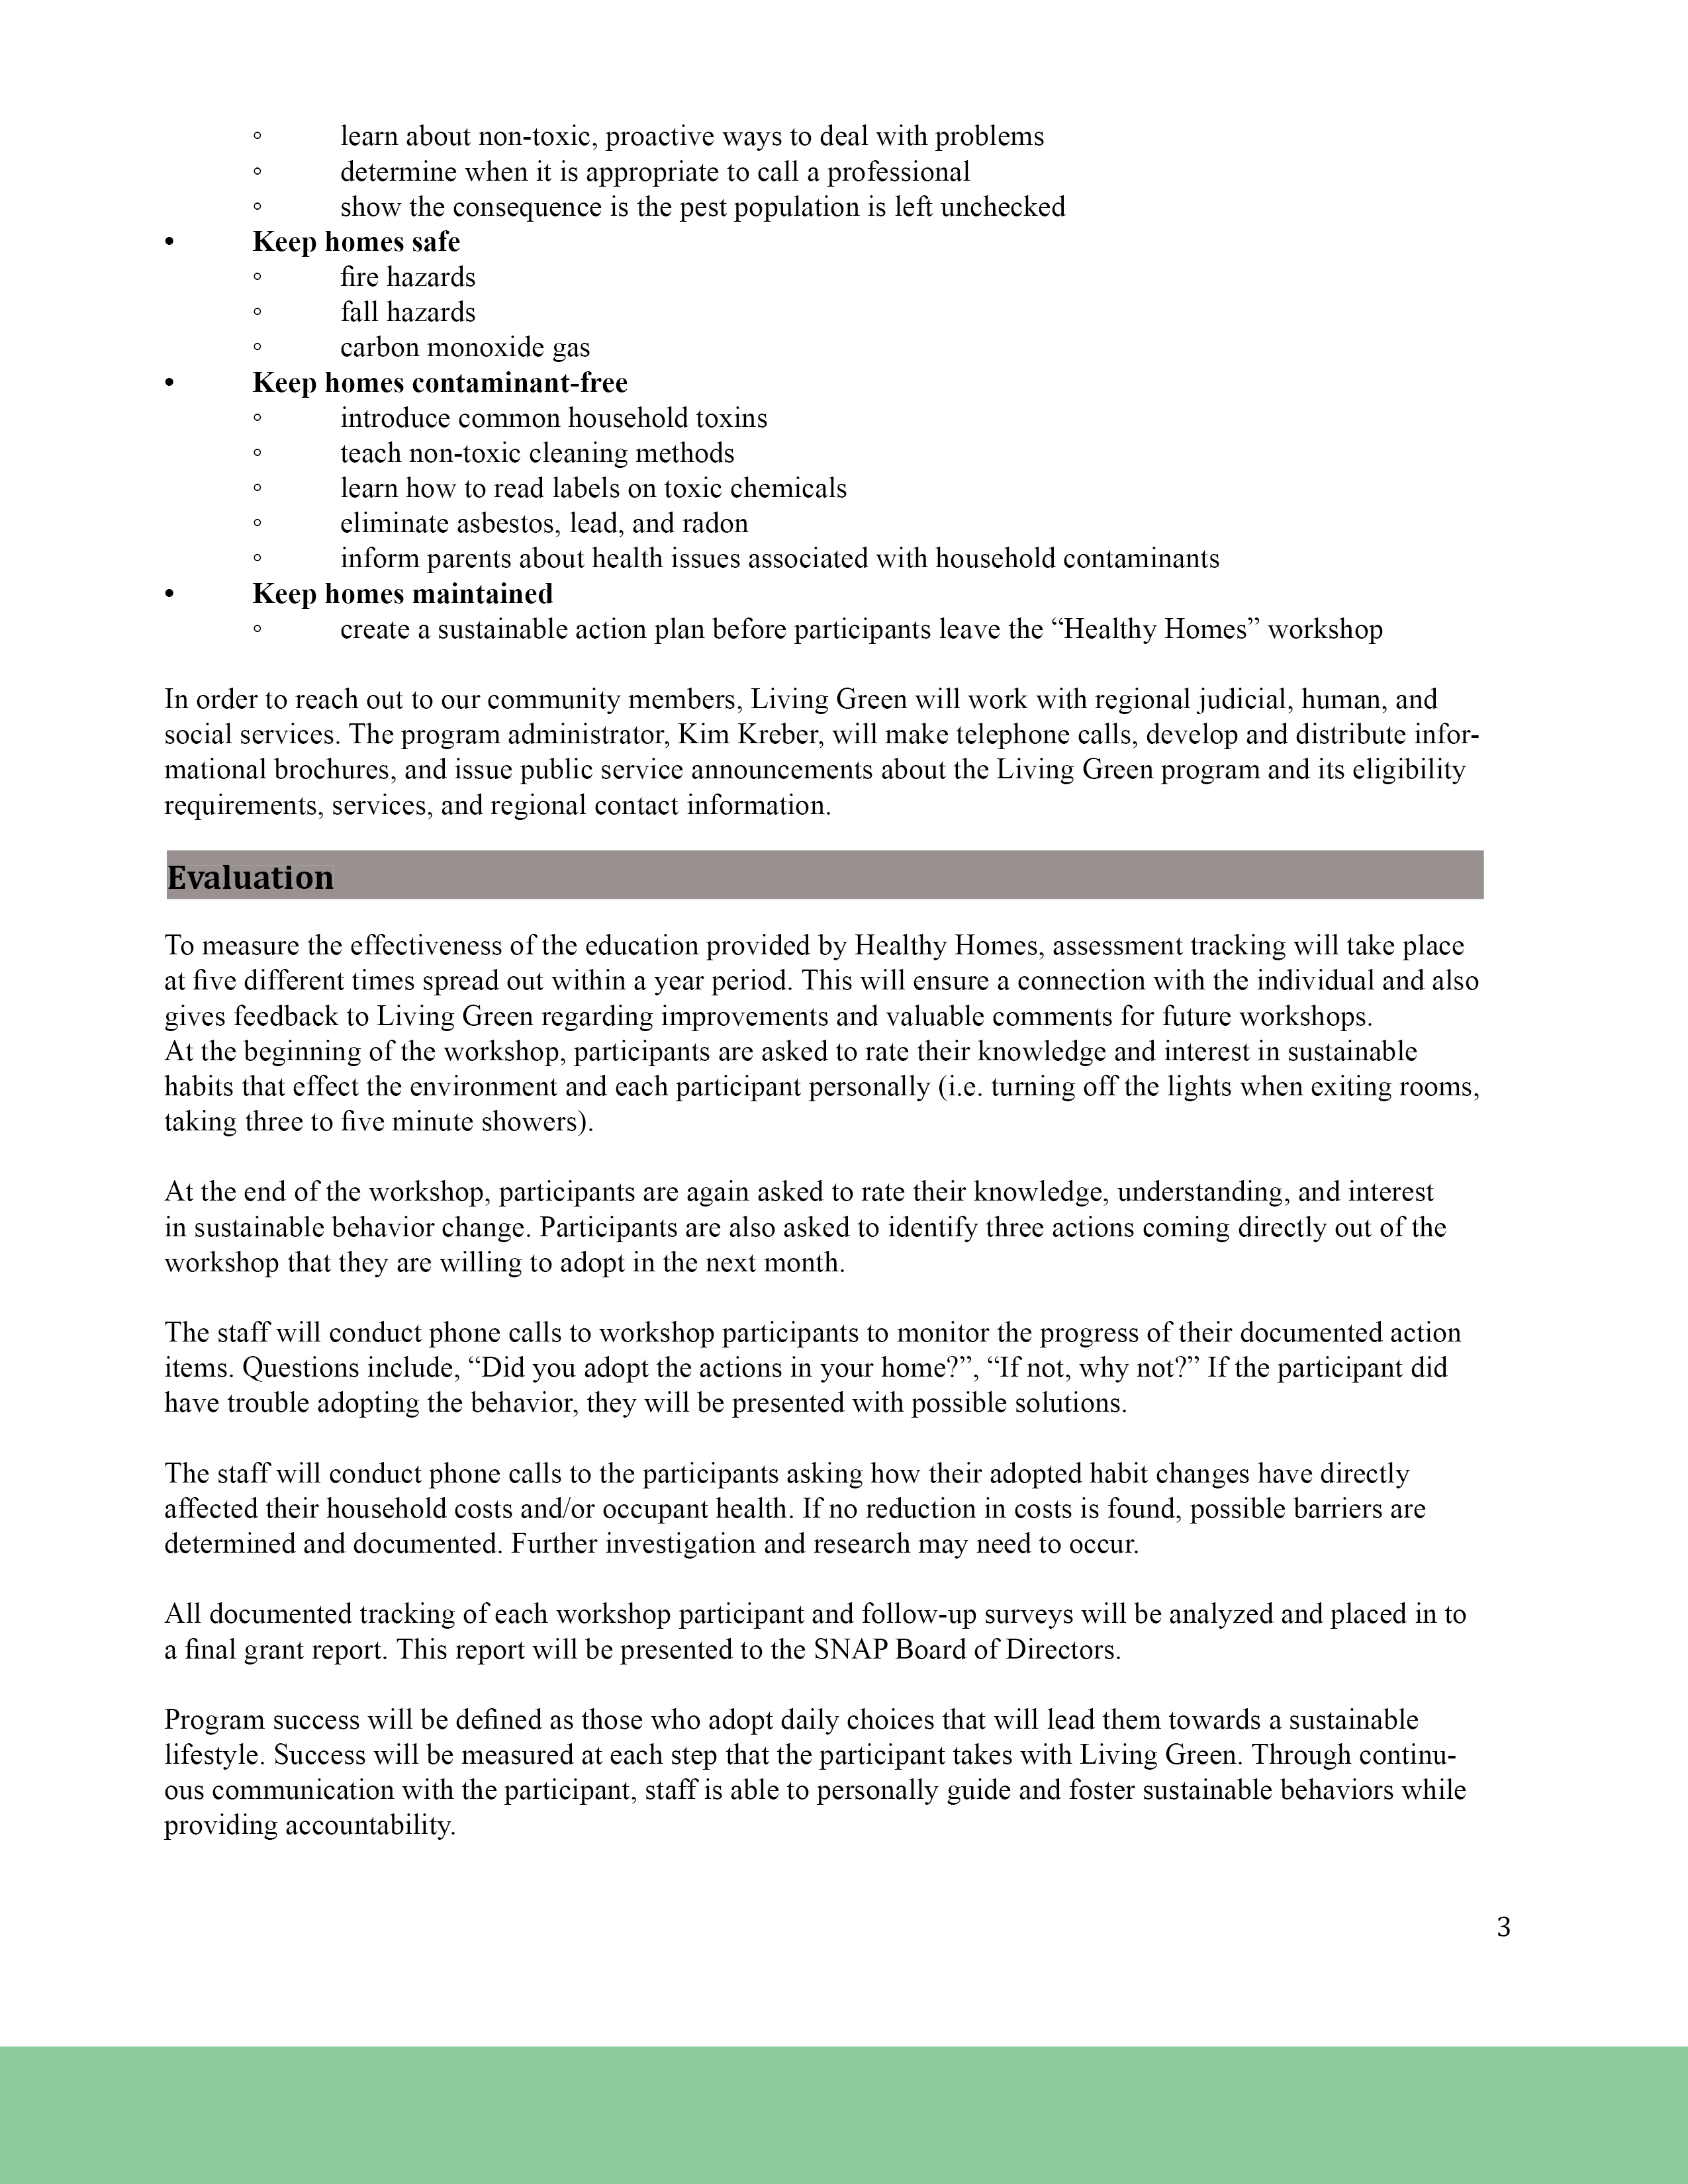 ◦ learn about non-toxic, proactive ways to deal with problems
◦ determine when it is appropriate to call a professional
◦ show the consequence is the pest population is left unchecked
• Keep homes safe
◦ fire hazards
◦ fall hazards
◦ carbon monoxide gas
• Keep homes contaminant-free
◦ introduce common household toxins
◦ teach non-toxic cleaning methods
◦ learn how to read labels on toxic chemicals
◦ eliminate asbestos, lead, and radon
◦ inform parents about health issues associated with household contaminants
• Keep homes maintained
◦ create a sustainable action plan before participants leave the “Healthy Homes” workshop
In order to reach out to our community members, Living Green will work with regional judicial, human, and
social services. The program administrator, Kim Kreber, will make telephone calls, develop and distribute infor-
mational brochures, and issue public service announcements about the Living Green program and its eligibility
requirements, services, and regional contact information.
Evaluation
To measure the effectiveness of the education provided by Healthy Homes, assessment tracking will take place
at five different times spread out within a year period. This will ensure a connection with the individual and also
gives feedback to Living Green regarding improvements and valuable comments for future workshops.
At the beginning of the workshop, participants are asked to rate their knowledge and interest in sustainable
habits that effect the environment and each participant personally (i.e. turning off the lights when exiting rooms,
taking three to five minute showers).
At the end of the workshop, participants are again asked to rate their knowledge, understanding, and interest
in sustainable behavior change. Participants are also asked to identify three actions coming directly out of the
workshop that they are willing to adopt in the next month.
The staff will conduct phone calls to workshop participants to monitor the progress of their documented action
items. Questions include, “Did you adopt the actions in your home?”, “If not, why not?” If the participant did
have trouble adopting the behavior, they will be presented with possible solutions.
The staff will conduct phone calls to the participants asking how their adopted habit changes have directly
affected their household costs and/or occupant health. If no reduction in costs is found, possible barriers are
determined and documented. Further investigation and research may need to occur.
All documented tracking of each workshop participant and follow-up surveys will be analyzed and placed in to
a final grant report. This report will be presented to the SNAP Board of Directors.
Program success will be defined as those who adopt daily choices that will lead them towards a sustainable
lifestyle. Success will be measured at each step that the participant takes with Living Green. Through continu-
ous communication with the participant, staff is able to personally guide and foster sustainable behaviors while
providing accountability.
3